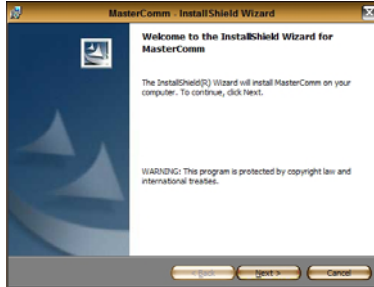 MasterComm - InstallShield Wizard
Welcome to the InstallShield Wizard for
MasterComm
The InstallShield(R) Wizard will install MasterComm on your
computer. To continue, click Next.
WARNING: This program is protected by copyright law and
international treaties.
< Back
Next >
Cancel